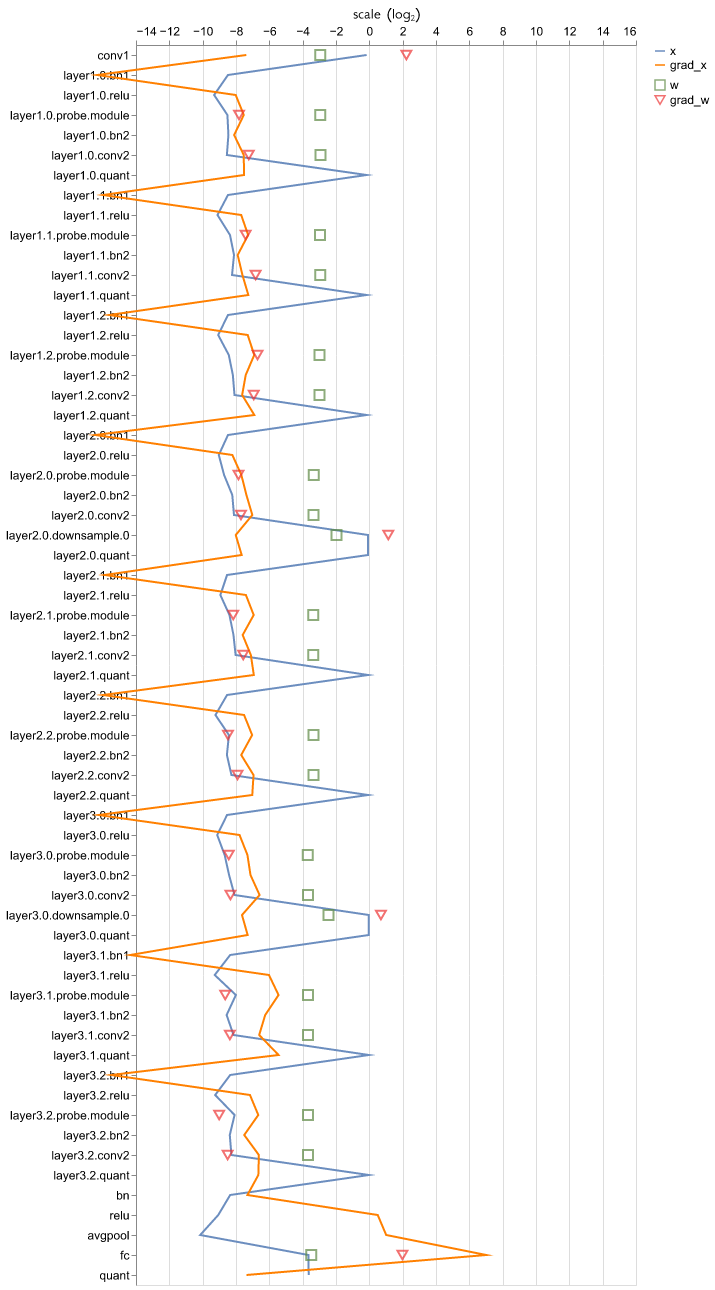 scale (log₂)
−14 −12 −10 −8 −6 −4 −2 0 2 4 6 8 10 12 14 16
x
grad_x
w
grad_w
conv1
layer1.0.bn1
layer1.0.relu
layer1.0.probe.module
layer1.0.bn2
layer1.0.conv2
layer1.0.quant
layer1.1.bn1
layer1.1.relu
layer1.1.probe.module
layer1.1.bn2
layer1.1.conv2
layer1.1.quant
layer1.2.bn1
layer1.2.relu
layer1.2.probe.module
layer1.2.bn2
layer1.2.conv2
layer1.2.quant
layer2.0.bn1
layer2.0.relu
layer2.0.probe.module
layer2.0.bn2
layer2.0.conv2
layer2.0.downsample.0
layer2.0.quant
layer2.1.bn1
layer2.1.relu
layer2.1.probe.module
layer2.1.bn2
layer2.1.conv2
layer2.1.quant
layer2.2.bn1
layer2.2.relu
layer2.2.probe.module
layer2.2.bn2
layer2.2.conv2
layer2.2.quant
layer3.0.bn1
layer3.0.relu
layer3.0.probe.module
layer3.0.bn2
layer3.0.conv2
layer3.0.downsample.0
layer3.0.quant
layer3.1.bn1
layer3.1.relu
layer3.1.probe.module
layer3.1.bn2
layer3.1.conv2
layer3.1.quant
layer3.2.bn1
layer3.2.relu
layer3.2.probe.module
layer3.2.bn2
layer3.2.conv2
layer3.2.quant
bn
relu
avgpool
fc
quant